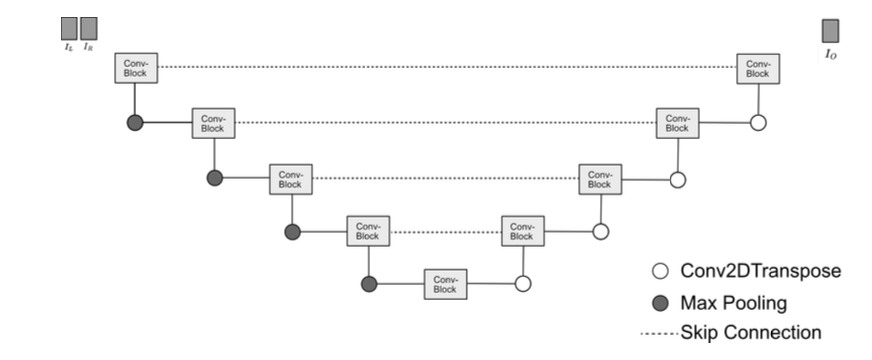 I_L I_R
I_O
Conv-
Block
Conv-
Block
Conv-
Block
Conv-
Block
Conv-
Block
Conv-
Block
Conv-
Block
Conv-
Block
Conv-
Block
Conv2DTranspose
Max Pooling
Skip Connection